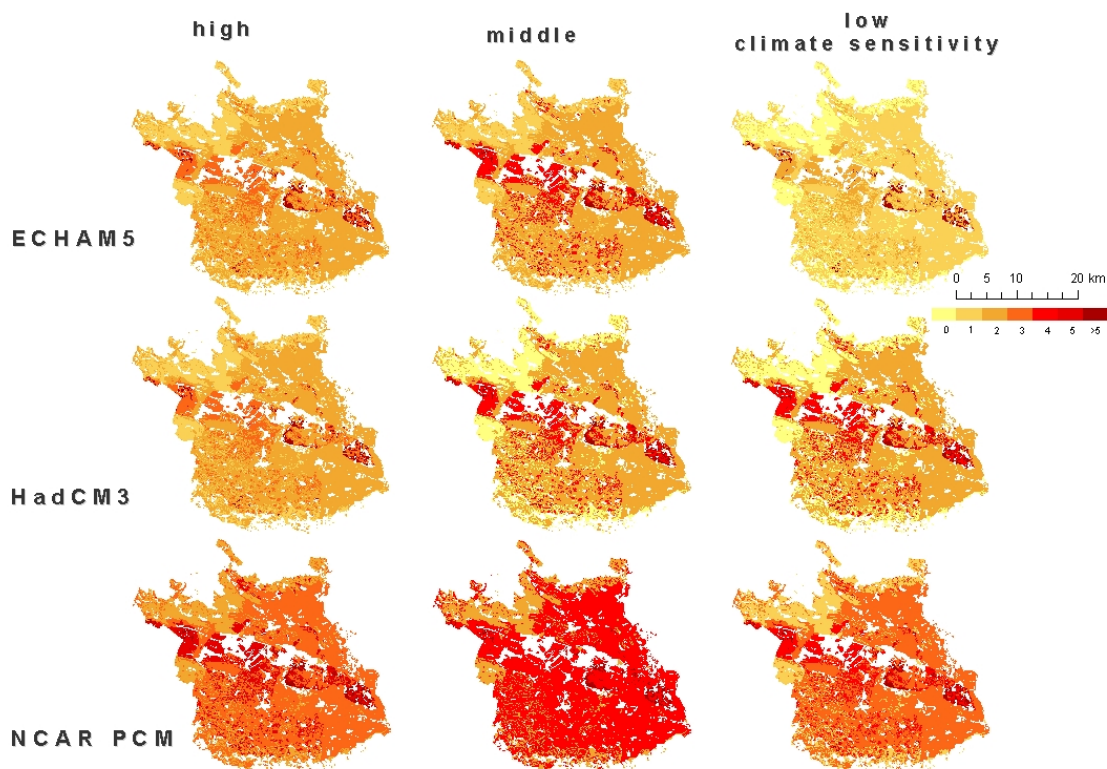 high
middle
low
climate sensitivity
ECHAM5
0 5 10 20 km
0 1 2 3 4 5 >5
HadCM3
NCAR PCM